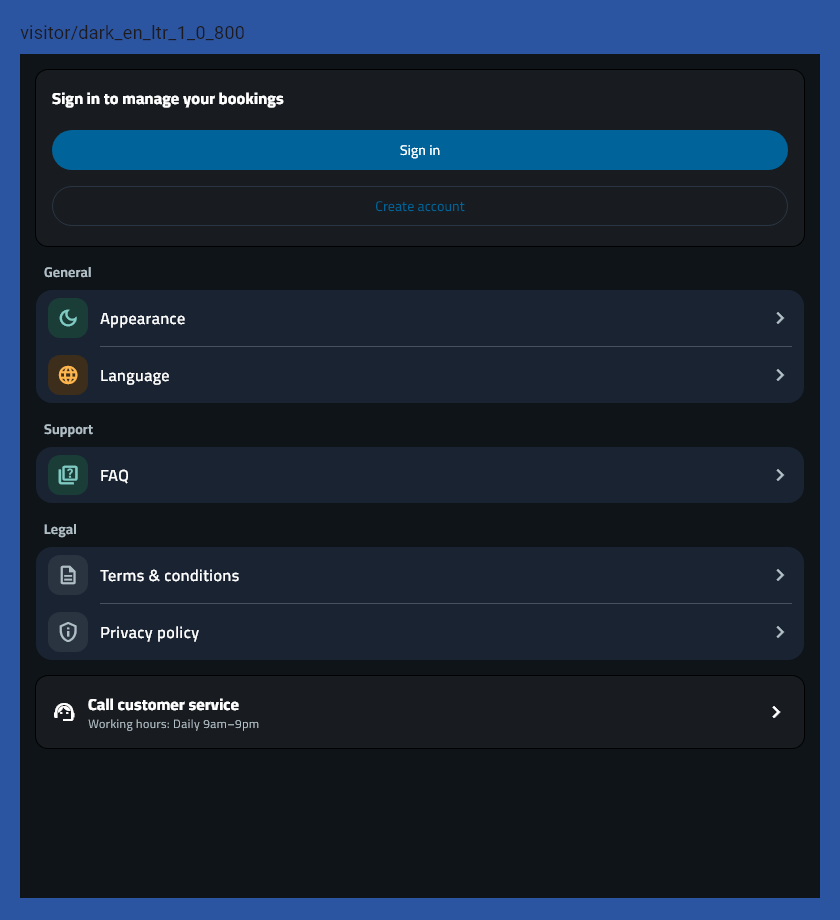 visitor/dark_en_ltr_1_0_800
Sign in to manage your bookings
Sign in
Create account
General
Appearance
Language
Support
FAQ
Legal
Terms & conditions
Privacy policy
Call customer service
Working hours: Daily 9am–9pm